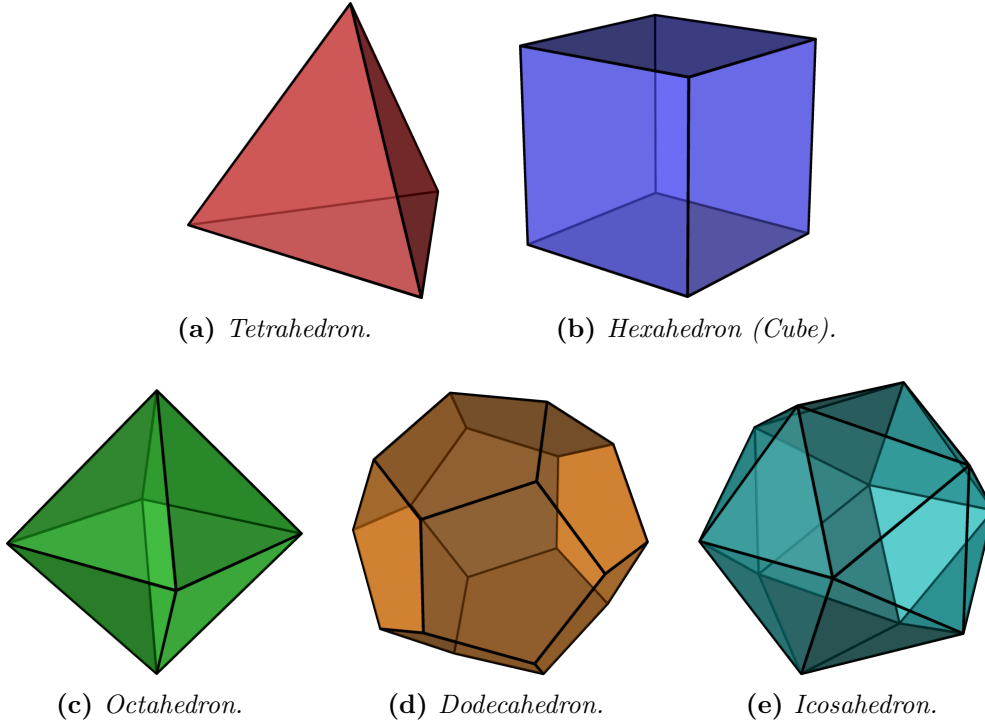 (a) Tetrahedron.
(b) Hexahedron (Cube).
(c) Octahedron.
(d) Dodecahedron.
(e) Icosahedron.